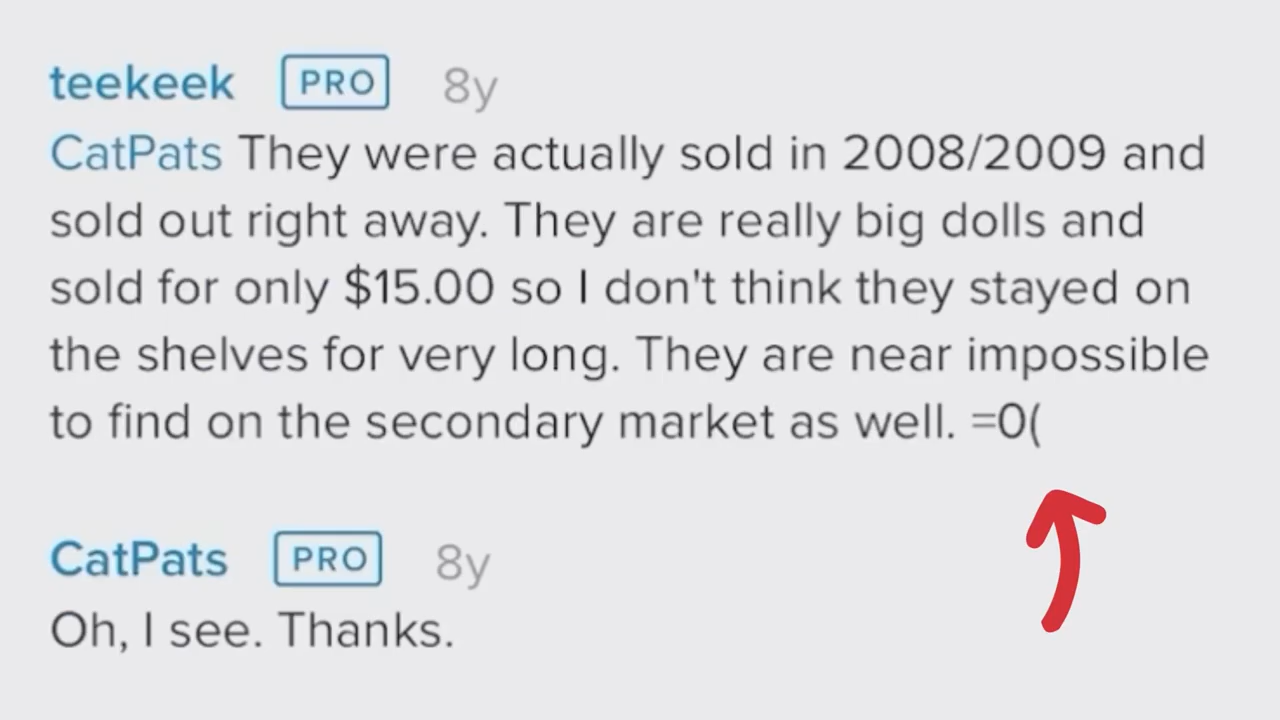 teekeek PRO 8y
CatPats They were actually sold in 2008/2009 and
sold out right away. They are really big dolls and
sold for only $15.00 so I don't think they stayed on
the shelves for very long. They are near impossible
to find on the secondary market as well. =0(
CatPats PRO 8y
Oh, I see. Thanks.